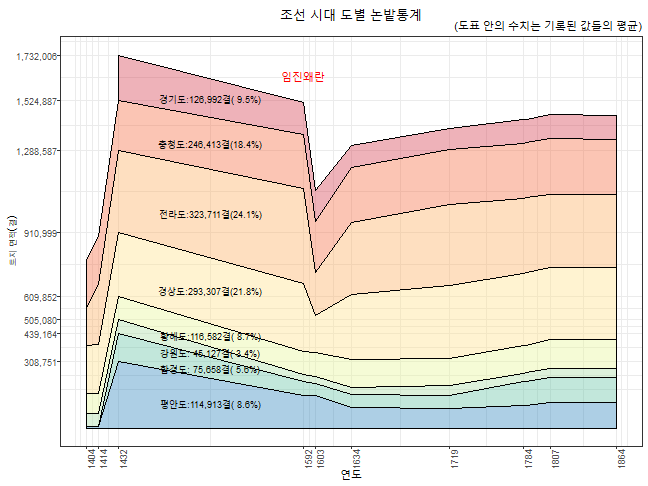 조선 시대 도별 논밭통계
(도표 안의 수치는 기록된 값들의 평균)
1,732,006
임진왜란
1,524,887
경기도:126,992결( 9.5%)
충청도:246,413결(18.4%)
1,288,587
전라도:323,711결(24.1%)
910,999
토지 면적(결)
경상도:293,307결(21.8%)
609,852
505,080
439,164
황해도:116,582결( 8.7%)
강원도: 45,127결( 3.4%)
308,751
함경도: 75,658결( 5.6%)
평안도:114,913결( 8.6%)
1404
1414
1432
1592
1603
1634
1719
1784
1807
1864
연도